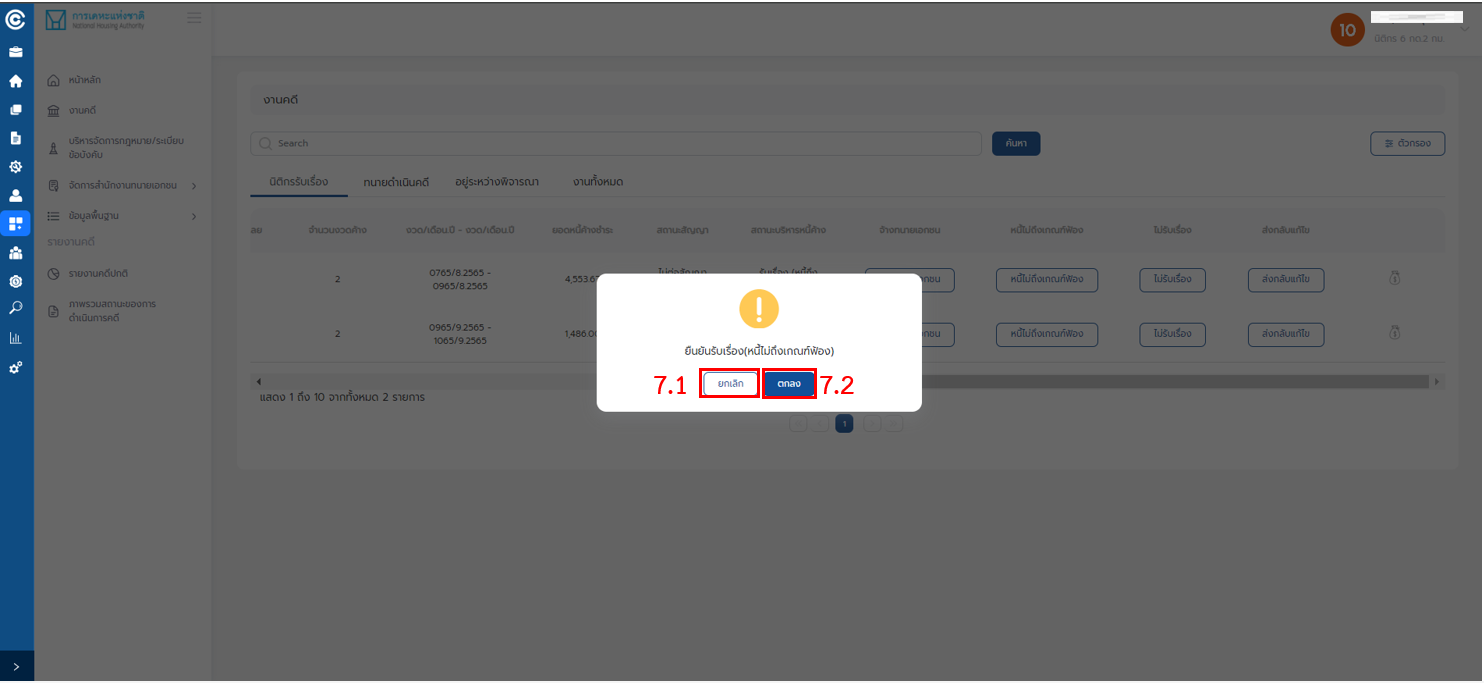 การเคหะแห่งชาติ
National Housing Authority
10
นิติกร 6 กด.2 กม.
หน้าหลัก
งานคดี
บริหารจัดการกฎหมาย/ระเบียบ
ข้อบังคับ
จัดการสำนักงานทนายเอกชน
ข้อมูลพื้นฐาน
รายงานคดี
รายงานคดีปกติ
ภาพรวมสถานะของการ
ดำเนินการคดี
งานคดี
Search
ค้นหา
ตัวกรอง
นิติกรรับเรื่อง ทนายดำเนินคดี อยู่ระหว่างพิจารณา งานทั้งหมด
ลย จำนวนงวดค้าง งวด/เดือน.ปี - งวด/เดือน.ปี ยอดหนี้ค้างชำระ สถานะสัญญา สถานะบริหารหนี้ค้าง จ้างทนายเอกชน หนี้ไม่ถึงเกณฑ์ฟ้อง ไม่รับเรื่อง ส่งกลับแก้ไข
2 0765/8.2565 - 0965/8.2565 4,553.6 หนี้ไม่ถึงเกณฑ์ฟ้อง ไม่รับเรื่อง ส่งกลับแก้ไข
2 0965/9.2565 - 1065/9.2565 1,486.0 หนี้ไม่ถึงเกณฑ์ฟ้อง ไม่รับเรื่อง ส่งกลับแก้ไข
ยืนยันรับเรื่อง(หนี้ไม่ถึงเกณฑ์ฟ้อง)
7.1 ยกเลิก ตกลง 7.2
แสดง 1 ถึง 10 จากทั้งหมด 2 รายการ
1